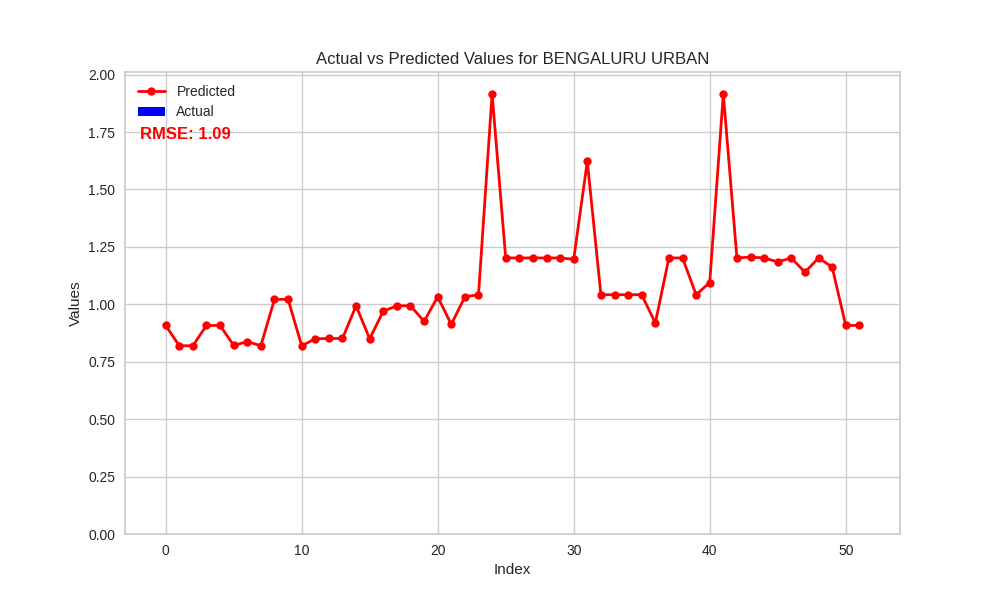 Actual vs Predicted Values for BENGALURU URBAN
Predicted
Actual
RMSE: 1.09
2.00
1.75
1.50
1.25
1.00
0.75
0.50
0.25
0.00
Values
0 10 20 30 40 50
Index